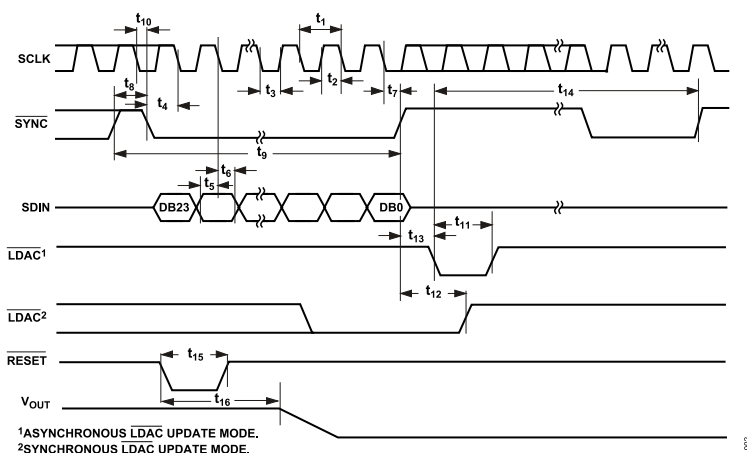 t10
t1
SCLK
t8
t4
t3
t2
t7
t14
SYNC
t9
t6
t5
SDIN
DB23
DB0
t13
t11
LDAC1
t12
LDAC2
RESET
t15
t16
VOUT
1ASYNCHRONOUS LDAC UPDATE MODE.
2SYNCHRONOUS LDAC UPDATE MODE.
002